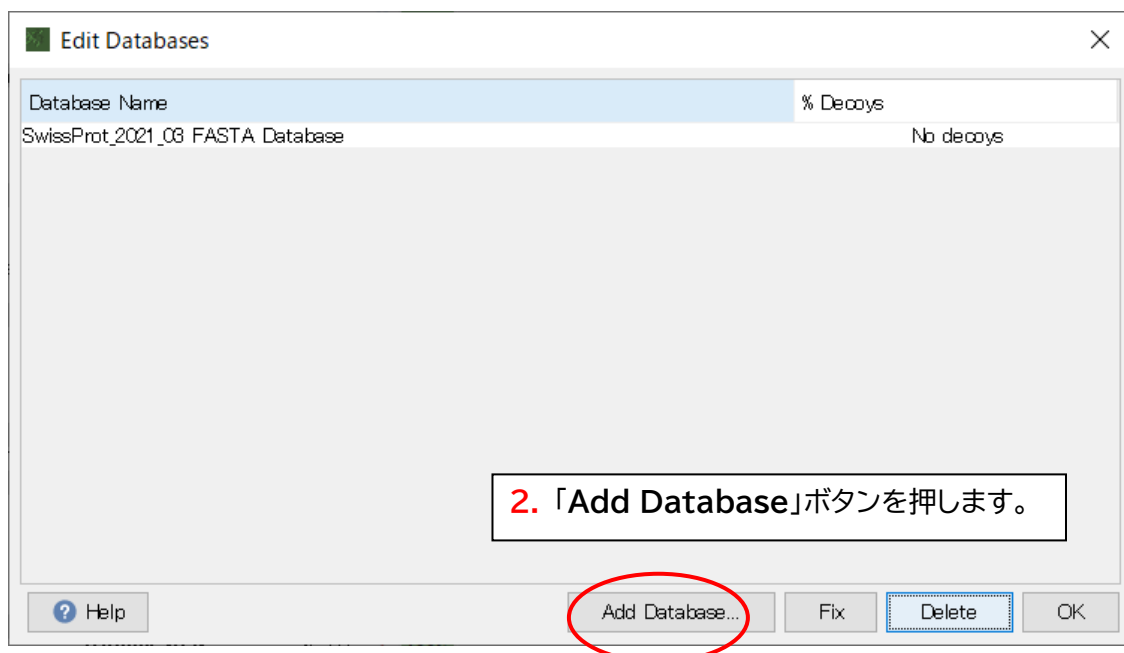 Edit Databases
Database Name % Decoys
SwissProt_2021_03 FASTA Database No decoys
2. 「Add Database」ボタンを押します。
Help Add Database... Fix Delete OK